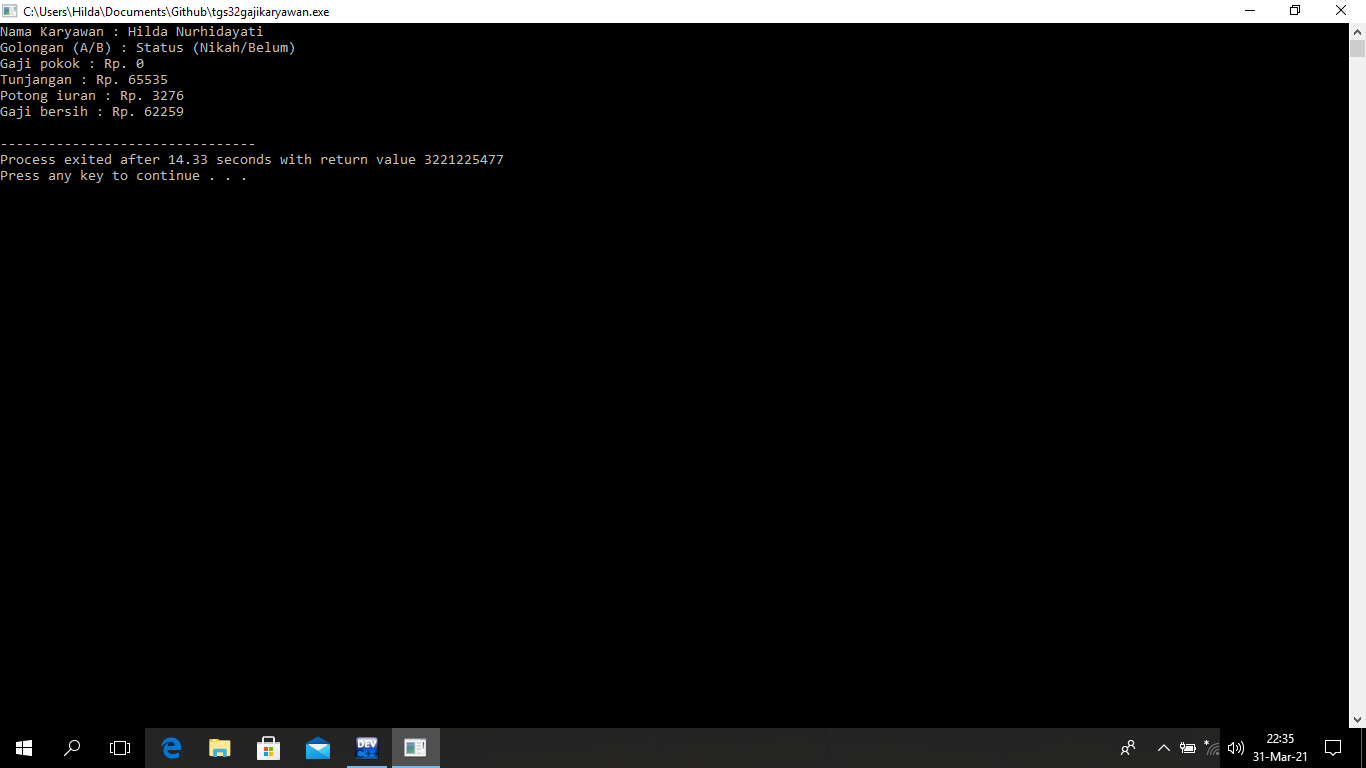 C:\Users\Hilda\Documents\Github\tgs32gajikaryawan.exe
Nama Karyawan : Hilda Nurhidayati
Golongan (A/B) : Status (Nikah/Belum)
Gaji pokok : Rp. 0
Tunjangan : Rp. 65535
Potong iuran : Rp. 3276
Gaji bersih : Rp. 62259
--------------------------------
Process exited after 14.33 seconds with return value 3221225477
Press any key to continue . . .
DEV
22:35
31-Mar-21